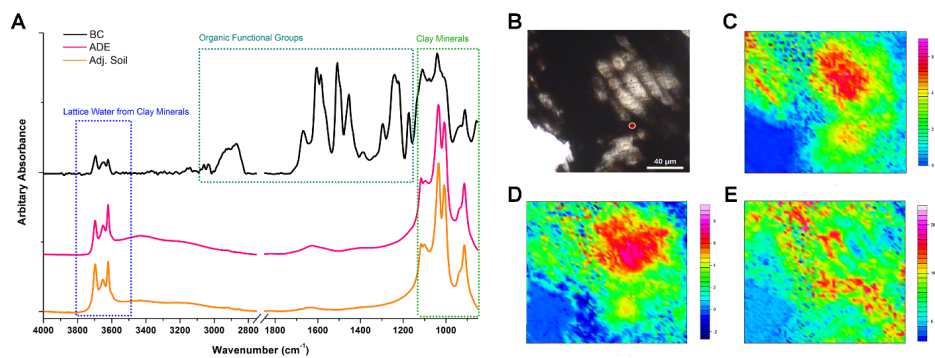 A
BC
ADE
Adj. Soil
Organic Functional Groups
Clay Minerals
Lattice Water from Clay Minerals
Arbitary Absorbance
4000 3800 3600 3400 3200 3000 2800 1800 1600 1400 1200 1000
Wavenumber (cm⁻¹)
B
40 µm
C
D
E